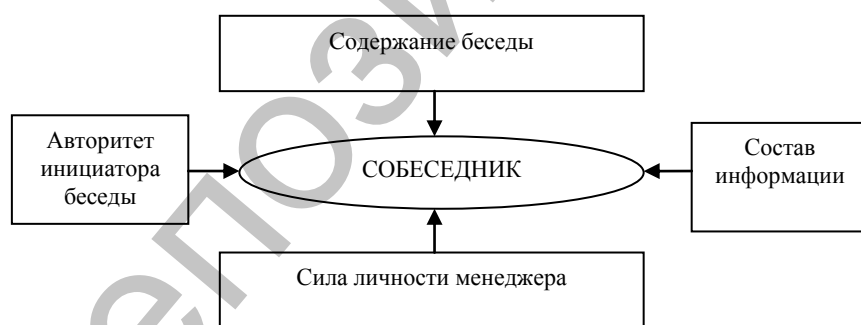 Содержание беседы
Авторитет
инициатора
беседы
СОБЕСЕДНИК
Состав
информации
Сила личности менеджера